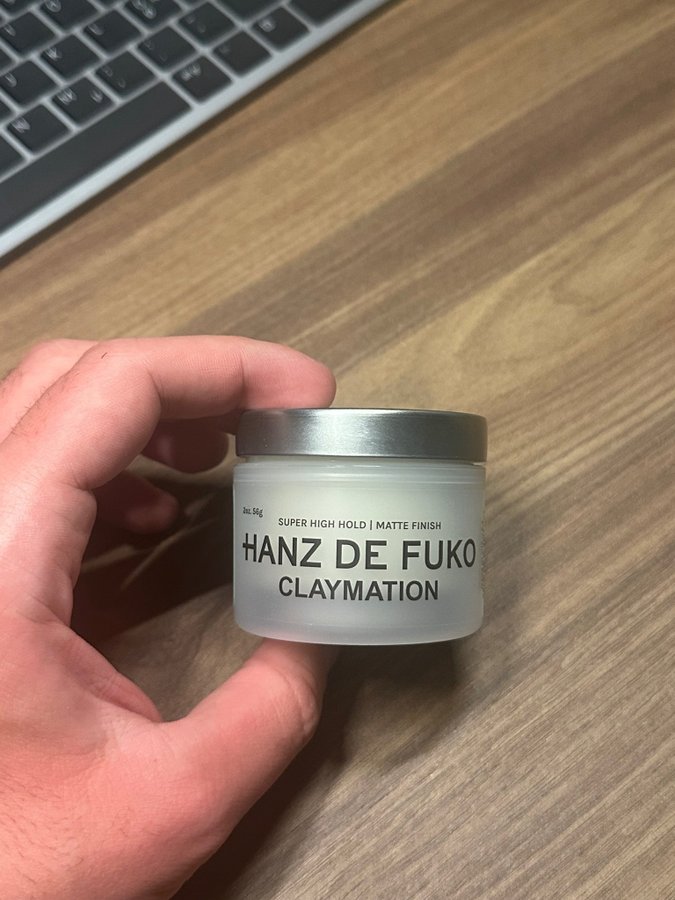 2oz. 56g
SUPER HIGH HOLD | MATTE FINISH
HANZ DE FUKO
CLAYMATION